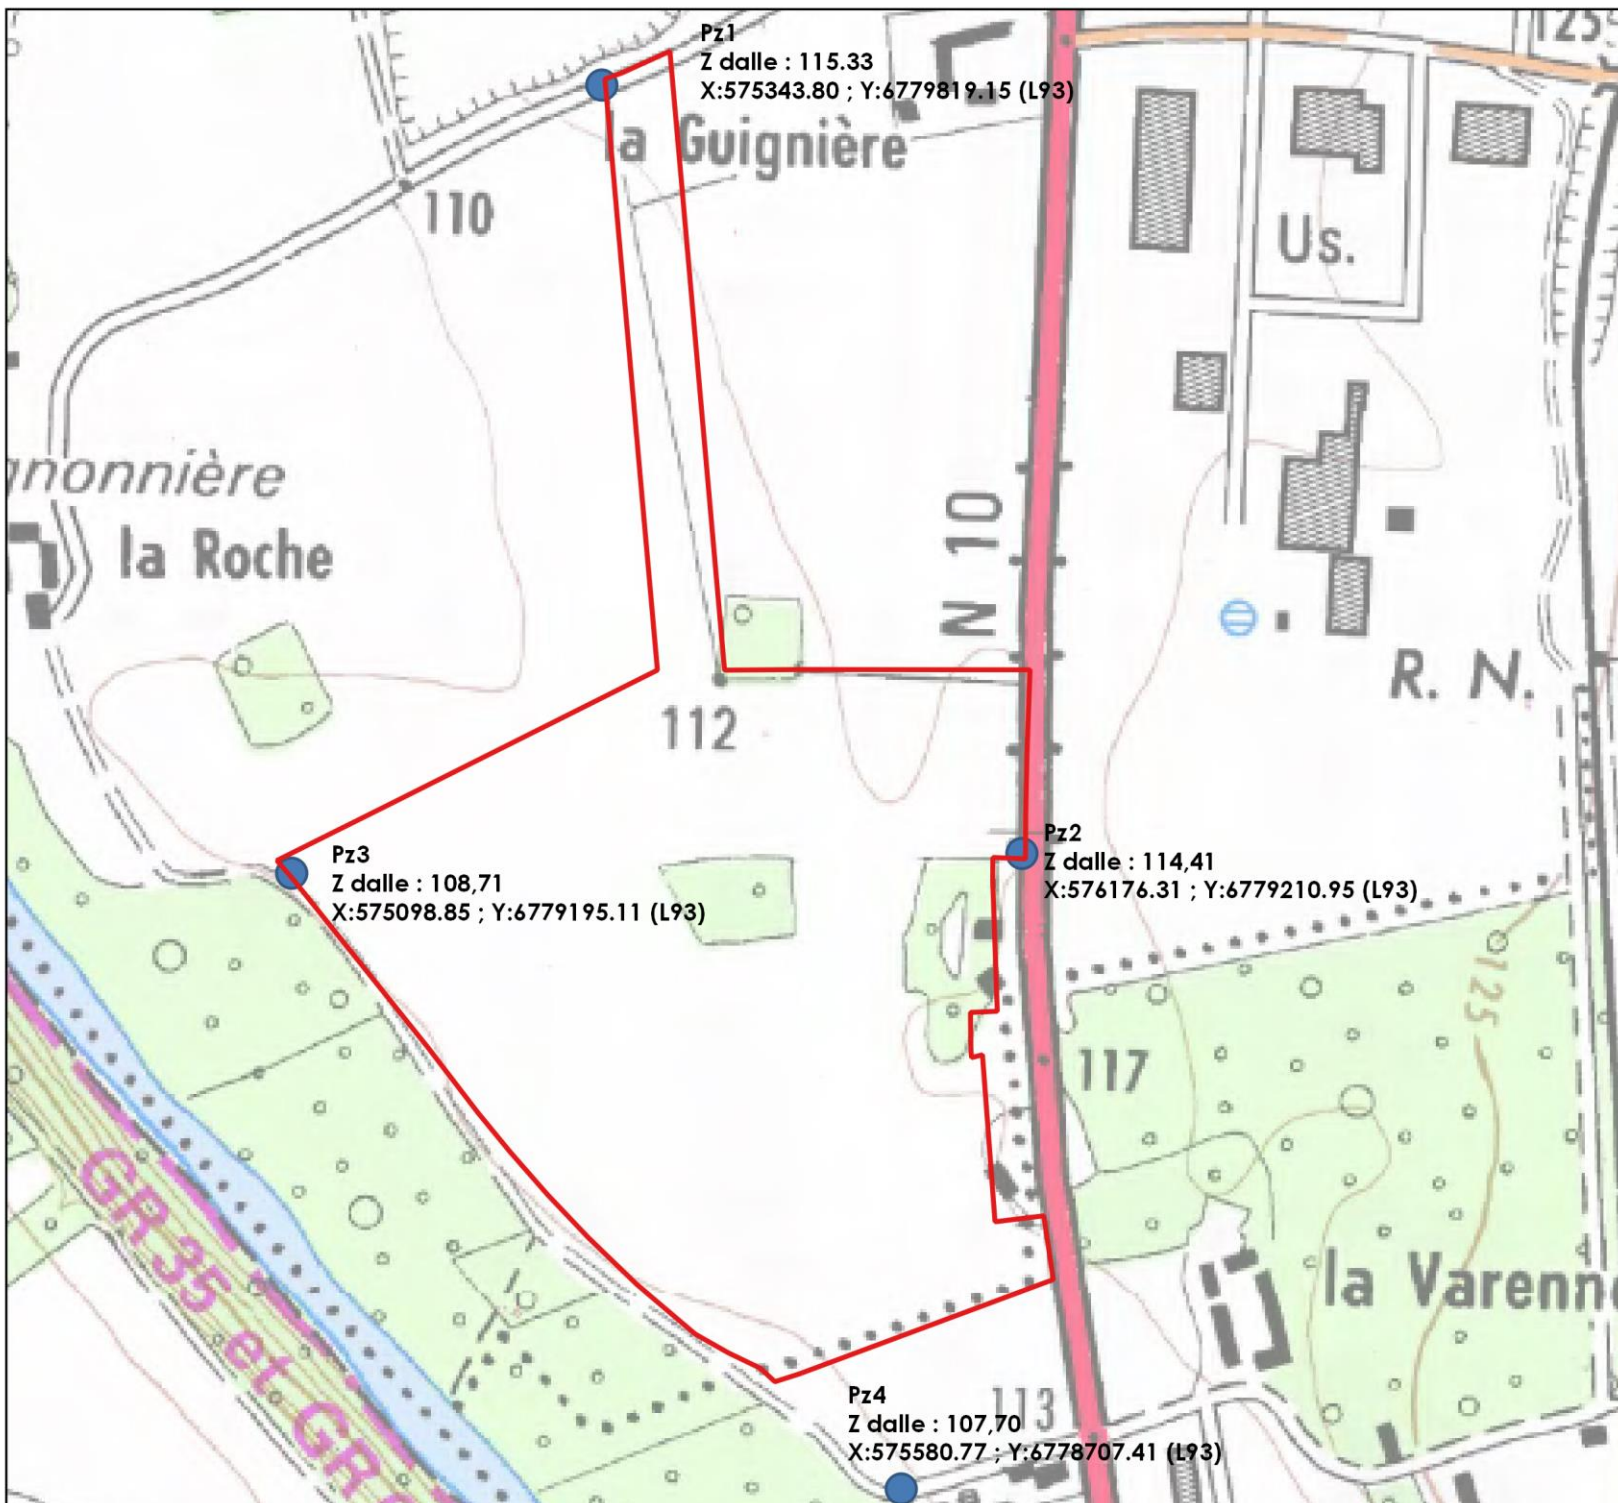 Pz1
Z dalle : 115.33
X:575343.80 ; Y:6779819.15 (L93)
125
la Guignière
110
Us.
gnonnière
la Roche
N 10
R. N.
112
Pz2
Z dalle : 114,41
X:576176.31 ; Y:6779210.95 (L93)
Pz3
Z dalle : 108,71
X:575098.85 ; Y:6779195.11 (L93)
125
117
GR 35 et GR
la Varenn
Pz4
Z dalle : 107,70
X:575580.77 ; Y:6778707.41 (L93)
113